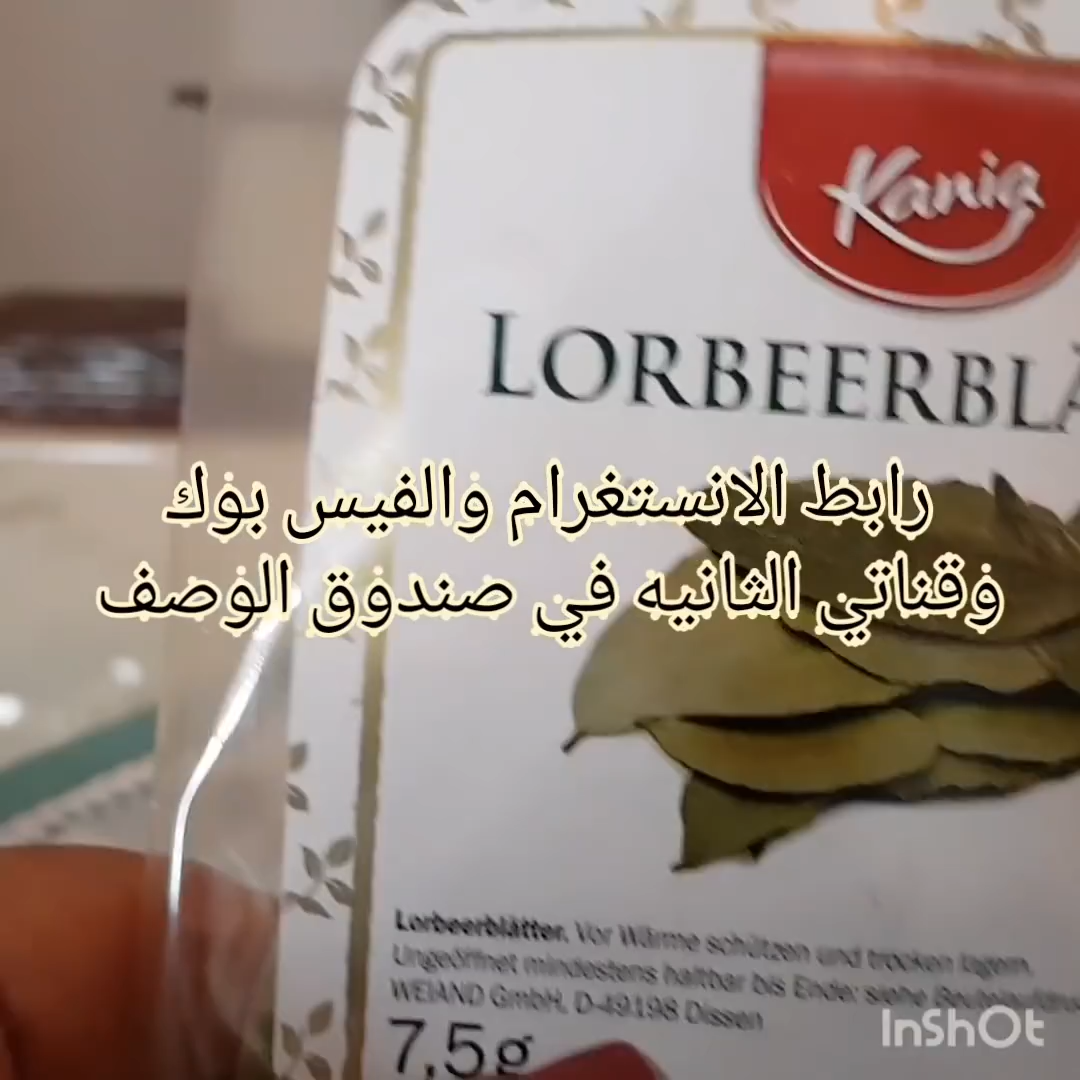 Kania
LORBEERBLÄ
رابط الانستغرام والفيس بوك
وقناتي الثانيه في صندوق الوصف
Lorbeerblätter. Vor Wärme schützen und trocken lagern.
Ungeöffnet mindestens haltbar bis Ende: siehe
WEIAND GmbH, D-49198 Dissen
7,5g
InShOt